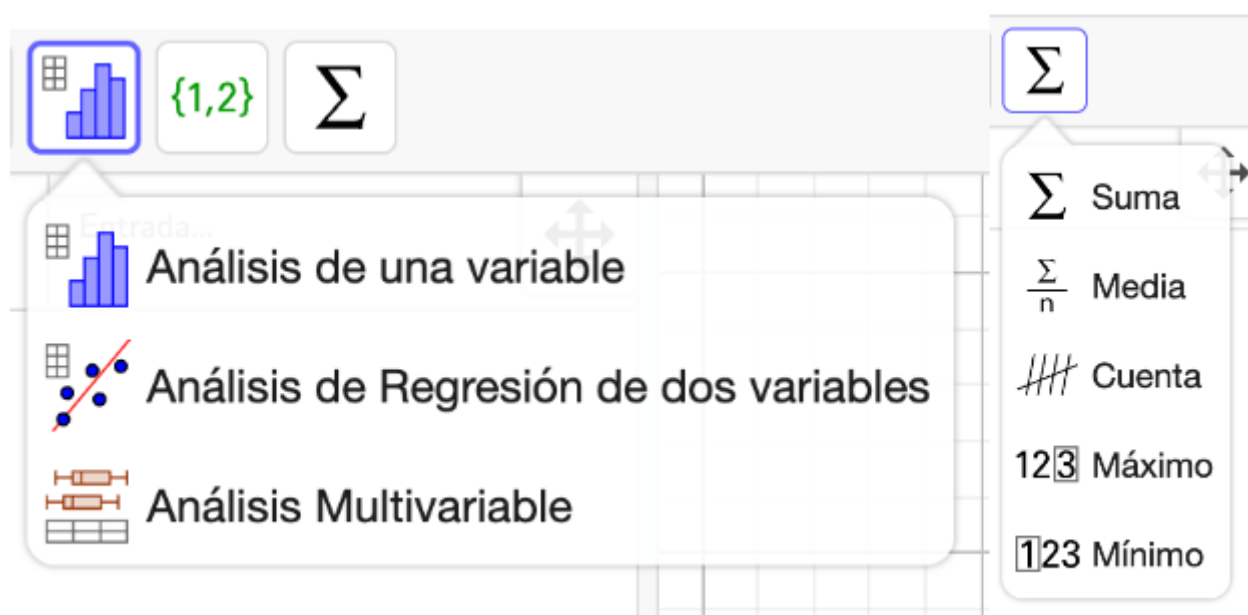 {1,2}
Σ
Entrada...
Análisis de una variable
Análisis de Regresión de dos variables
Análisis Multivariable
Σ
Σ Suma
Σ
n
Media
Cuenta
123 Máximo
123 Mínimo